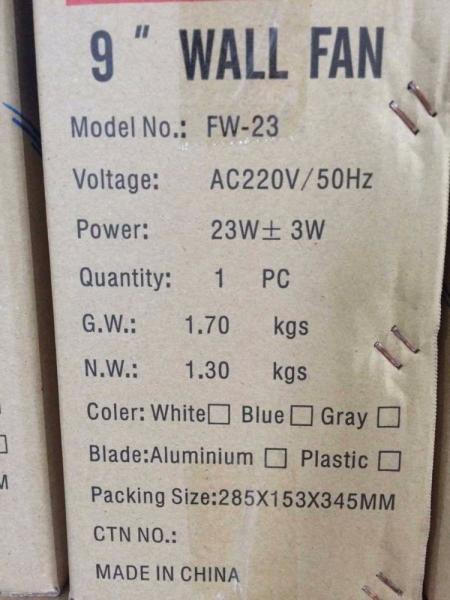 9 " WALL FAN
Model No.: FW-23
Voltage: AC220V/50Hz
Power: 23W± 3W
Quantity: 1 PC
G.W.: 1.70 kgs
N.W.: 1.30 kgs
Coler: White□ Blue□ Gray□
Blade:Aluminium □ Plastic □
Packing Size:285X153X345MM
CTN NO.:
MADE IN CHINA